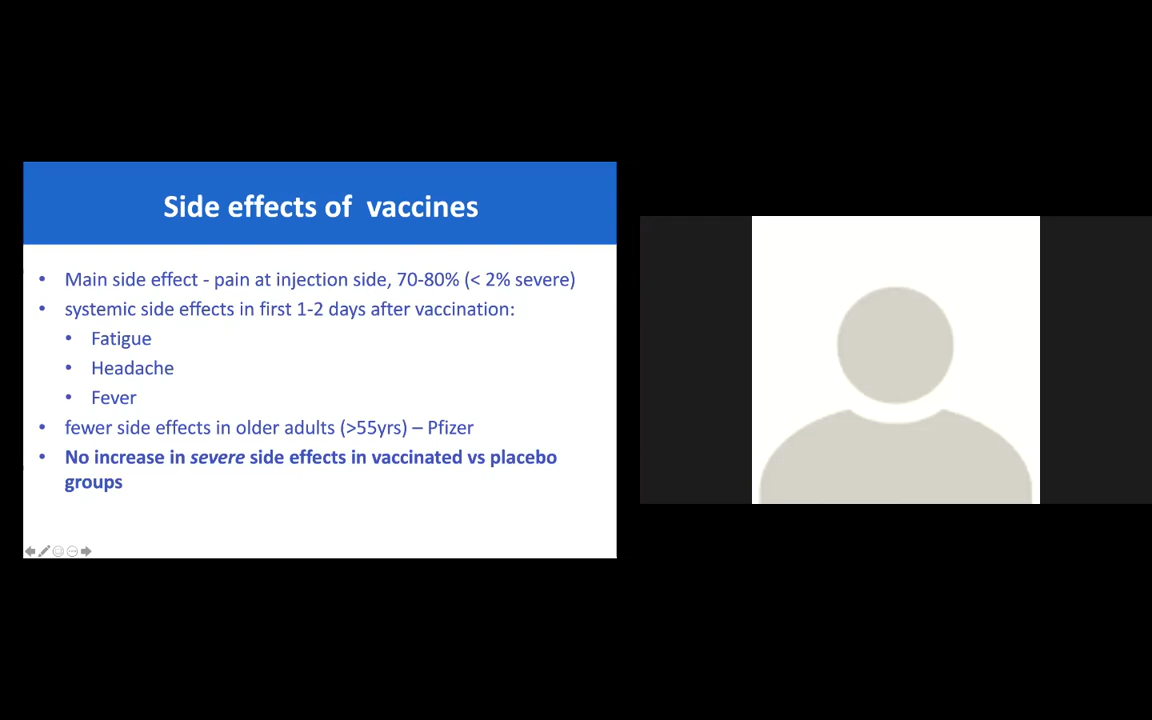 Side effects of  vaccines
• Main side effect - pain at injection side, 70-80% (< 2% severe)
• systemic side effects in first 1-2 days after vaccination:
• Fatigue
• Headache
• Fever
• fewer side effects in older adults (>55yrs) – Pfizer
• No increase in severe side effects in vaccinated vs placebo
groups